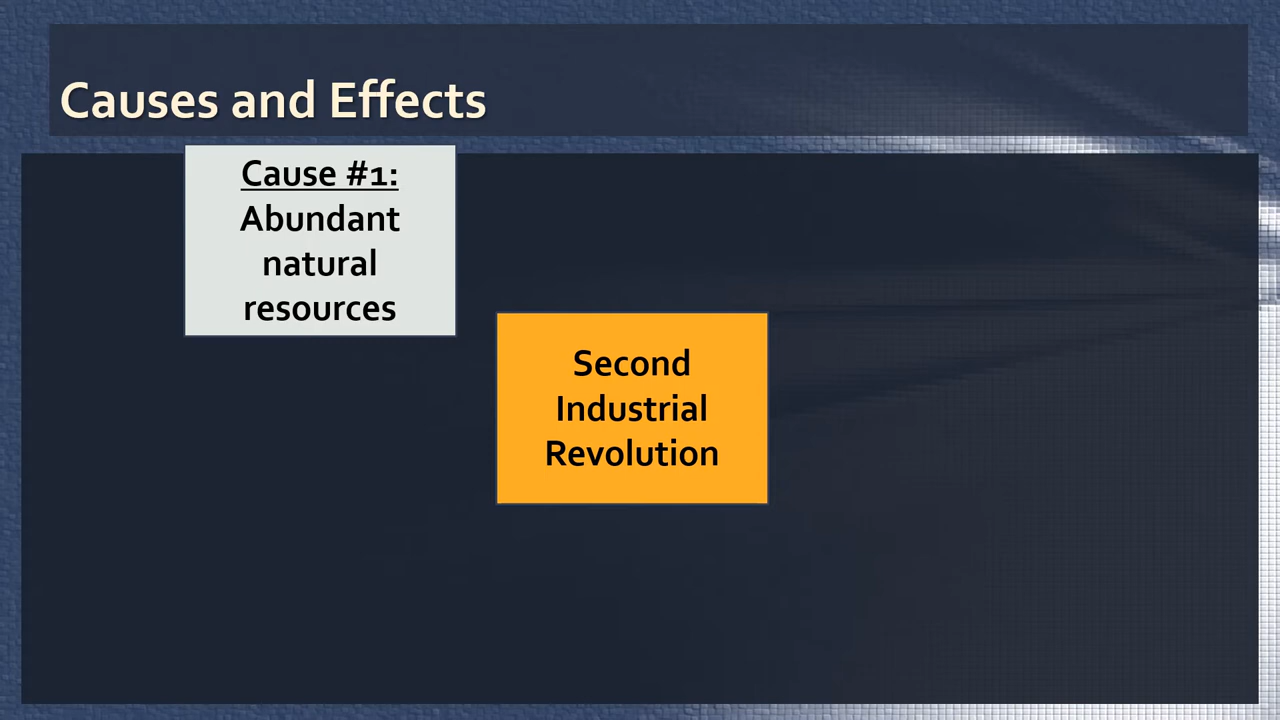 Causes and Effects
Cause #1:
Abundant
natural
resources
Second
Industrial
Revolution